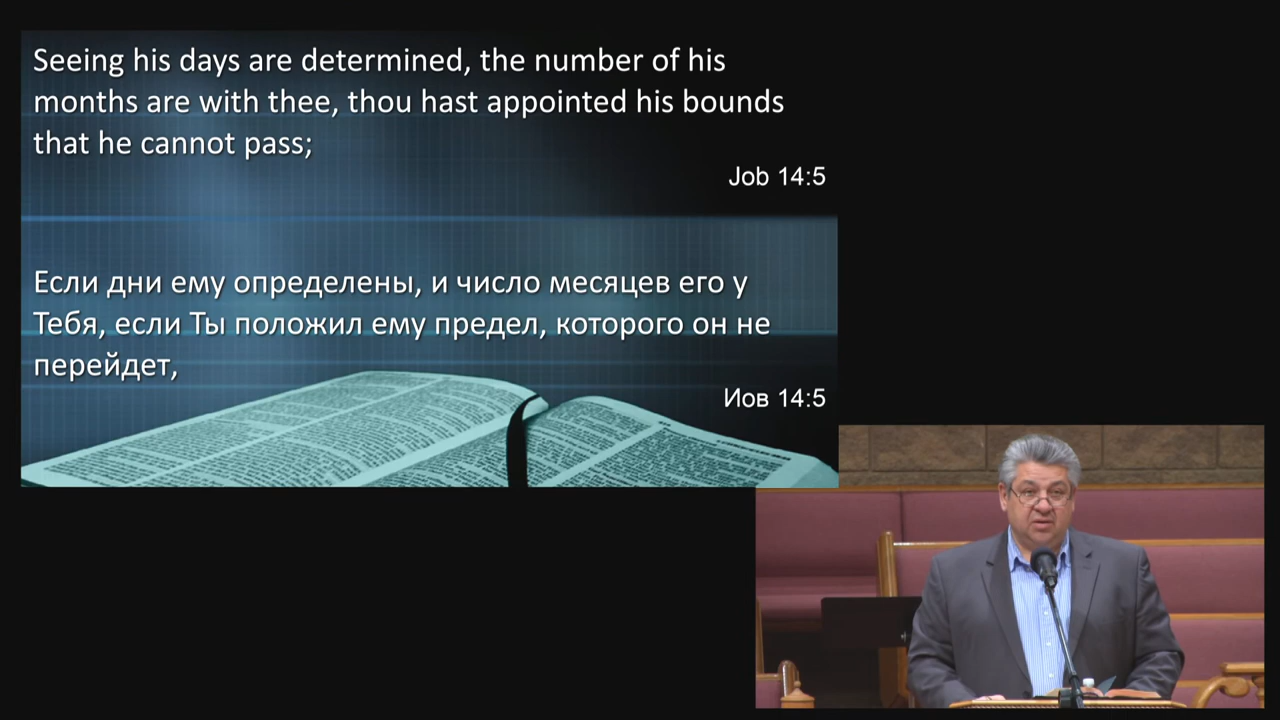 Seeing his days are determined, the number of his
months are with thee, thou hast appointed his bounds
that he cannot pass;
Job 14:5
Если дни ему определены, и число месяцев его у
Тебя, если Ты положил ему предел, которого он не
перейдет,
Иов 14:5